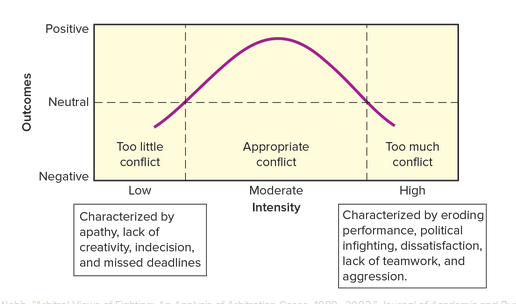 Positive
Outcomes
Neutral
Negative
Too little
conflict
Appropriate
conflict
Too much
conflict
Low
Moderate
High
Intensity
Characterized by
apathy, lack of
creativity, indecision,
and missed deadlines
Characterized by eroding
performance, political
infighting, dissatisfaction,
lack of teamwork, and
aggression.